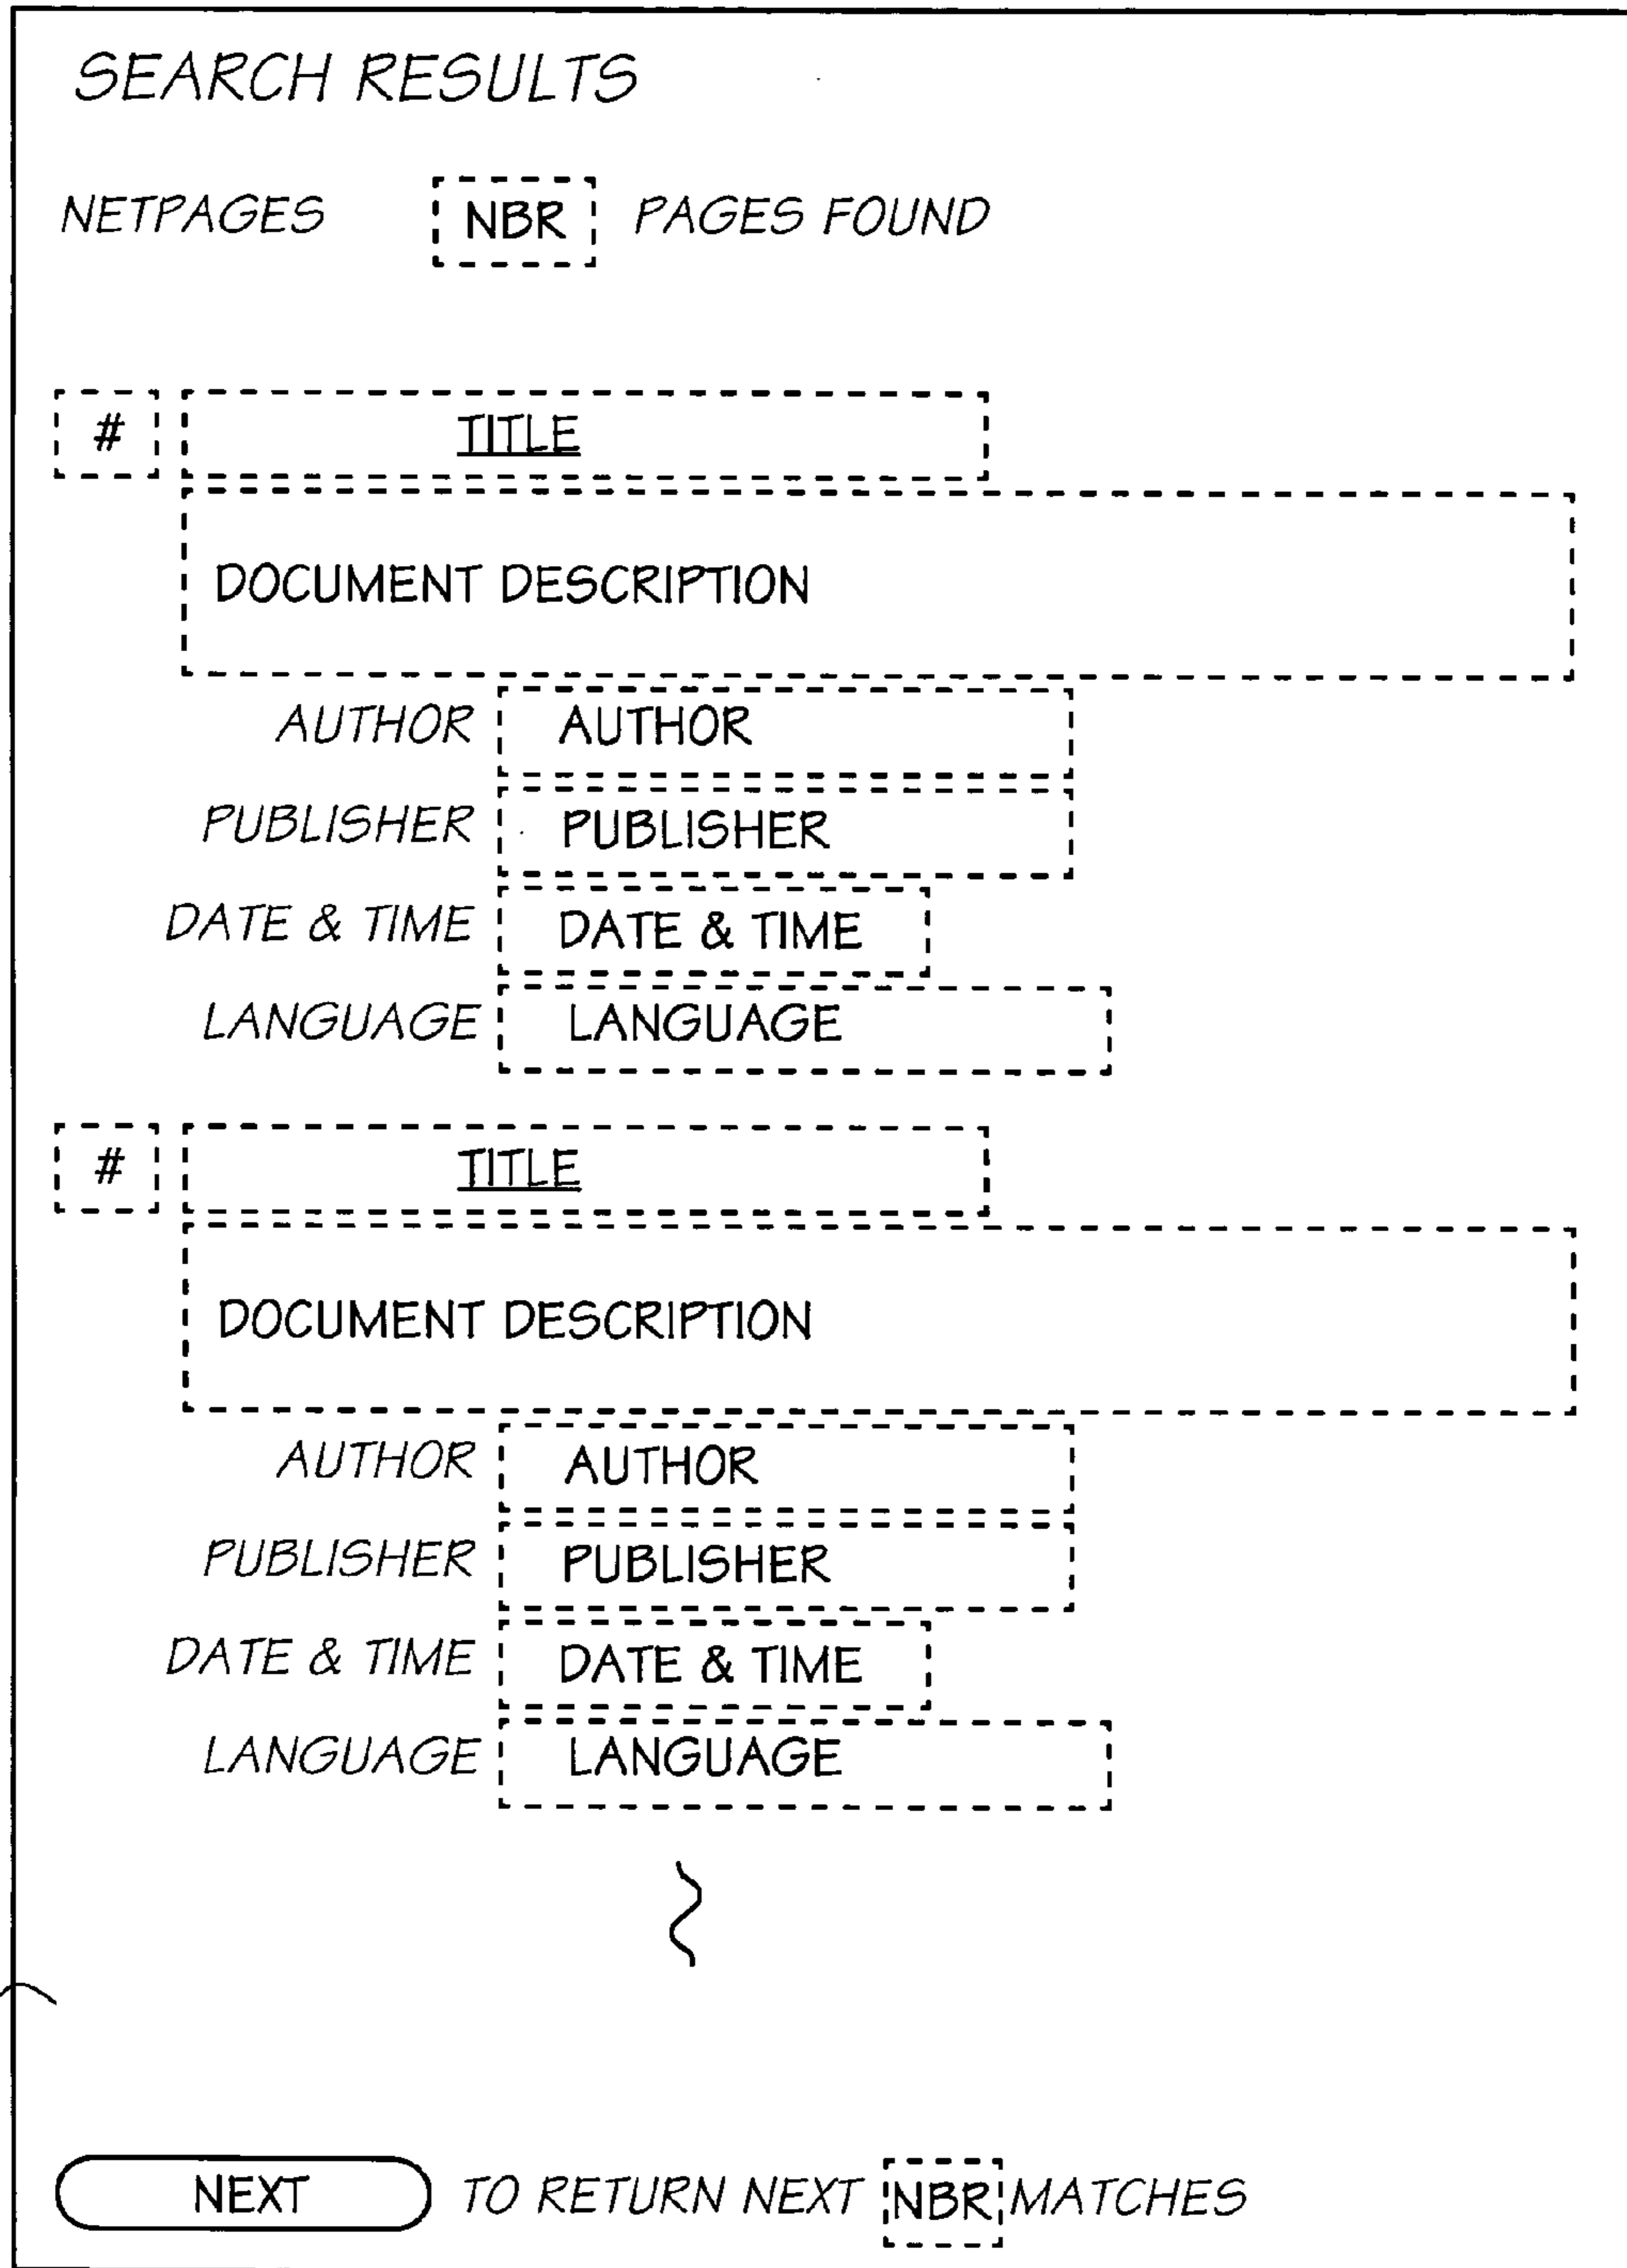 SEARCH RESULTS
NETPAGES NBR PAGES FOUND
# TITLE
DOCUMENT DESCRIPTION
AUTHOR AUTHOR
PUBLISHER PUBLISHER
DATE & TIME DATE & TIME
LANGUAGE LANGUAGE
# TITLE
DOCUMENT DESCRIPTION
AUTHOR AUTHOR
PUBLISHER PUBLISHER
DATE & TIME DATE & TIME
LANGUAGE LANGUAGE
NEXT TO RETURN NEXT NBR MATCHES